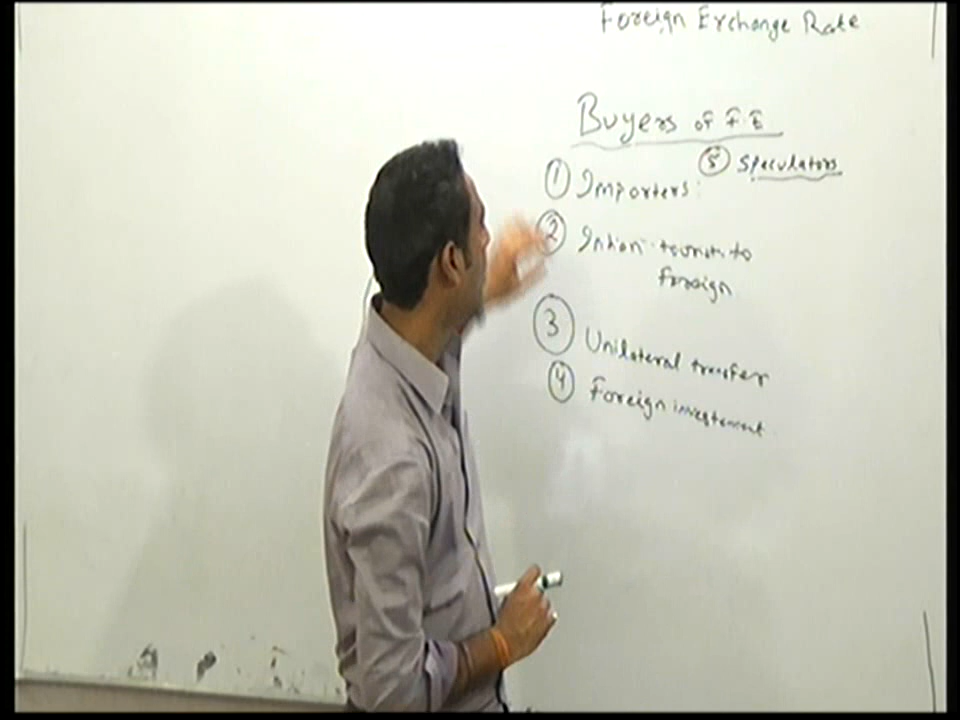 Foreign Exchange Rate
Buyers of F.E
⑤ Speculators
① Importers:
② Indian tourists to
foreign
③ Unilateral transfer
④ Foreign investement